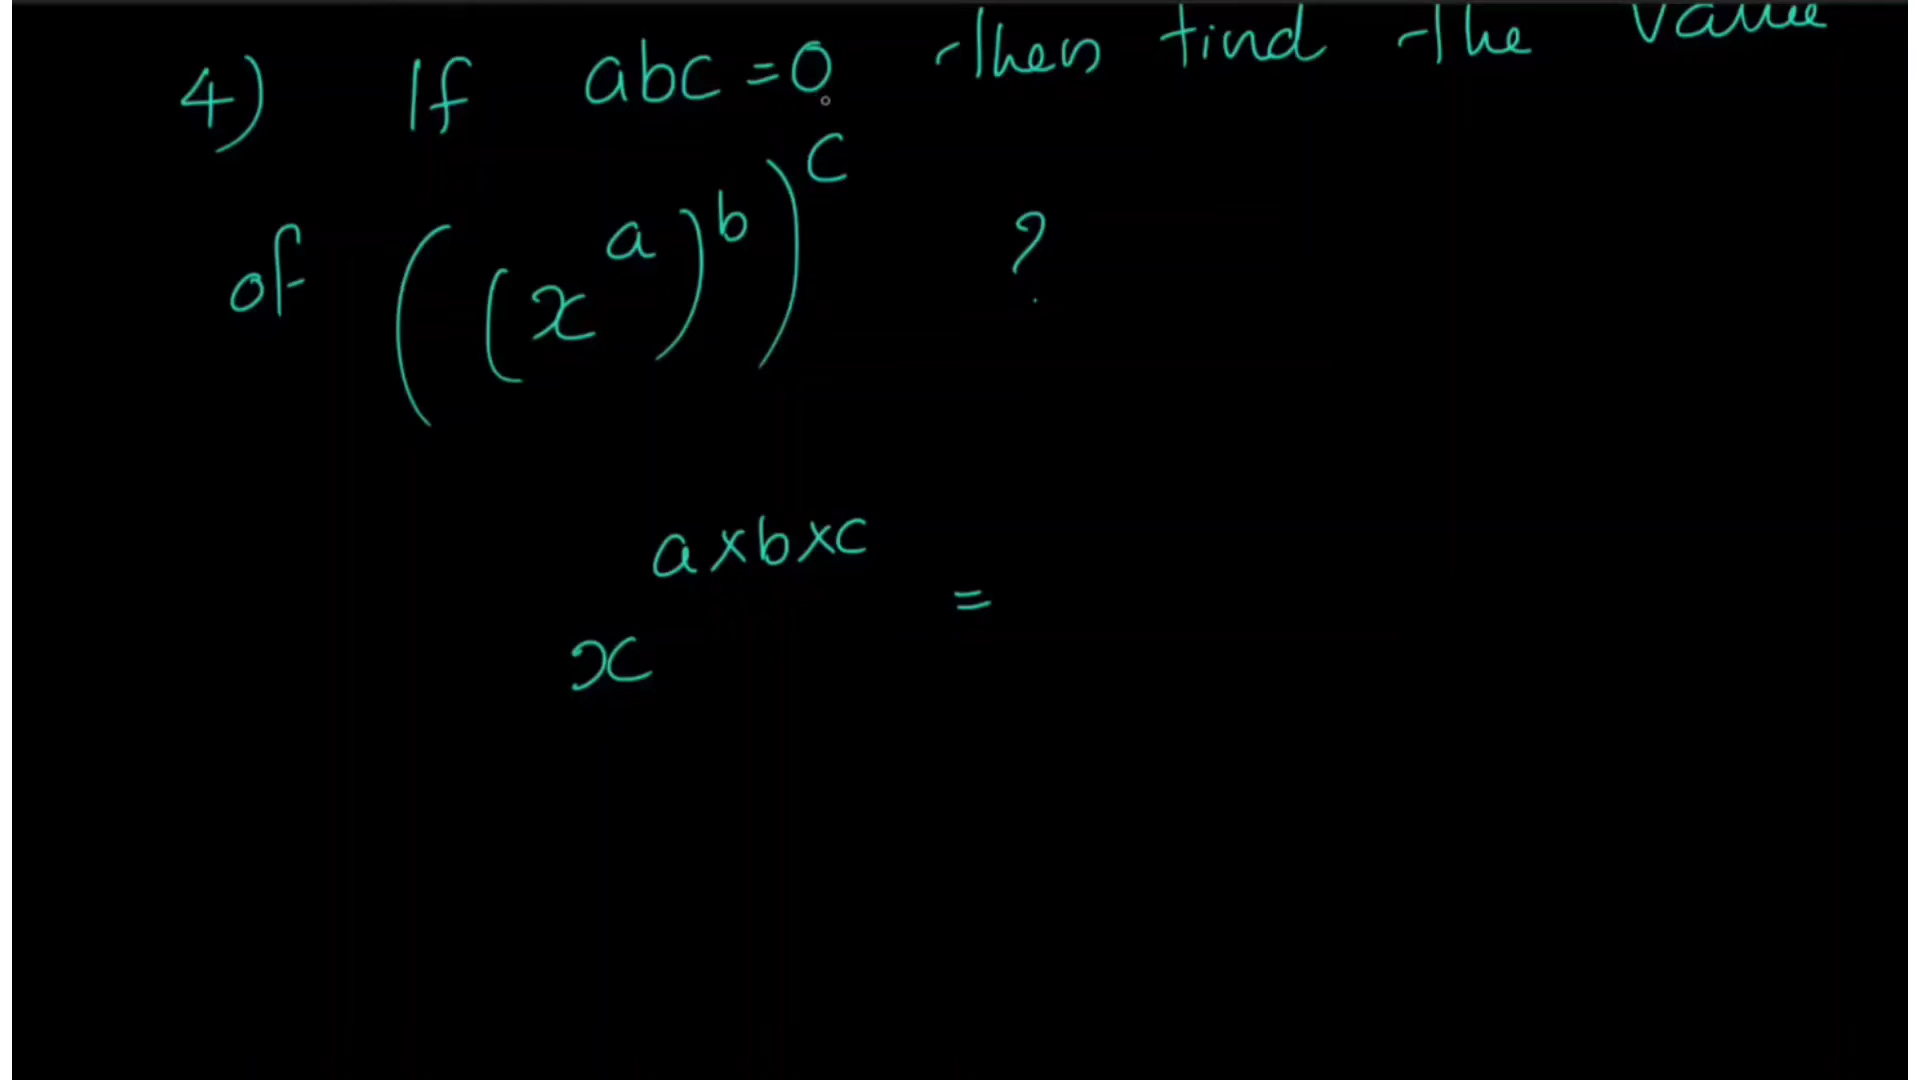 4) If abc = 0 then find the value
of ((x^a)^b)^c ?
x^{a×b×c} =